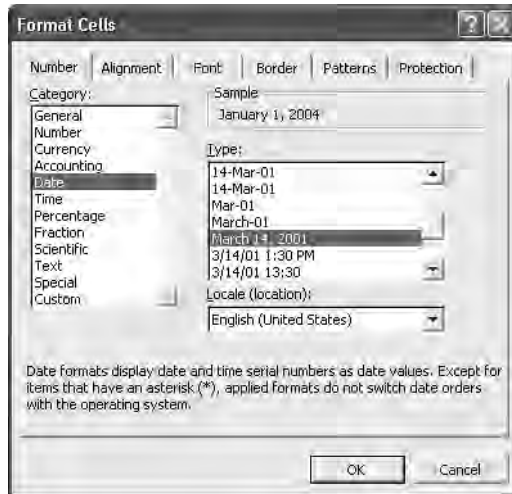 Format Cells
Number Alignment Font Border Patterns Protection
Category:
General
Number
Currency
Accounting
Date
Time
Percentage
Fraction
Scientific
Text
Special
Custom
Sample
January 1, 2004
Type:
14-Mar-01
14-Mar-01
Mar-01
March-01
March 14, 2001
3/14/01 1:30 PM
3/14/01 13:30
Locale (location):
English (United States)
Date formats display date and time serial numbers as date values. Except for
items that have an asterisk (*), applied formats do not switch date orders
with the operating system.
OK Cancel